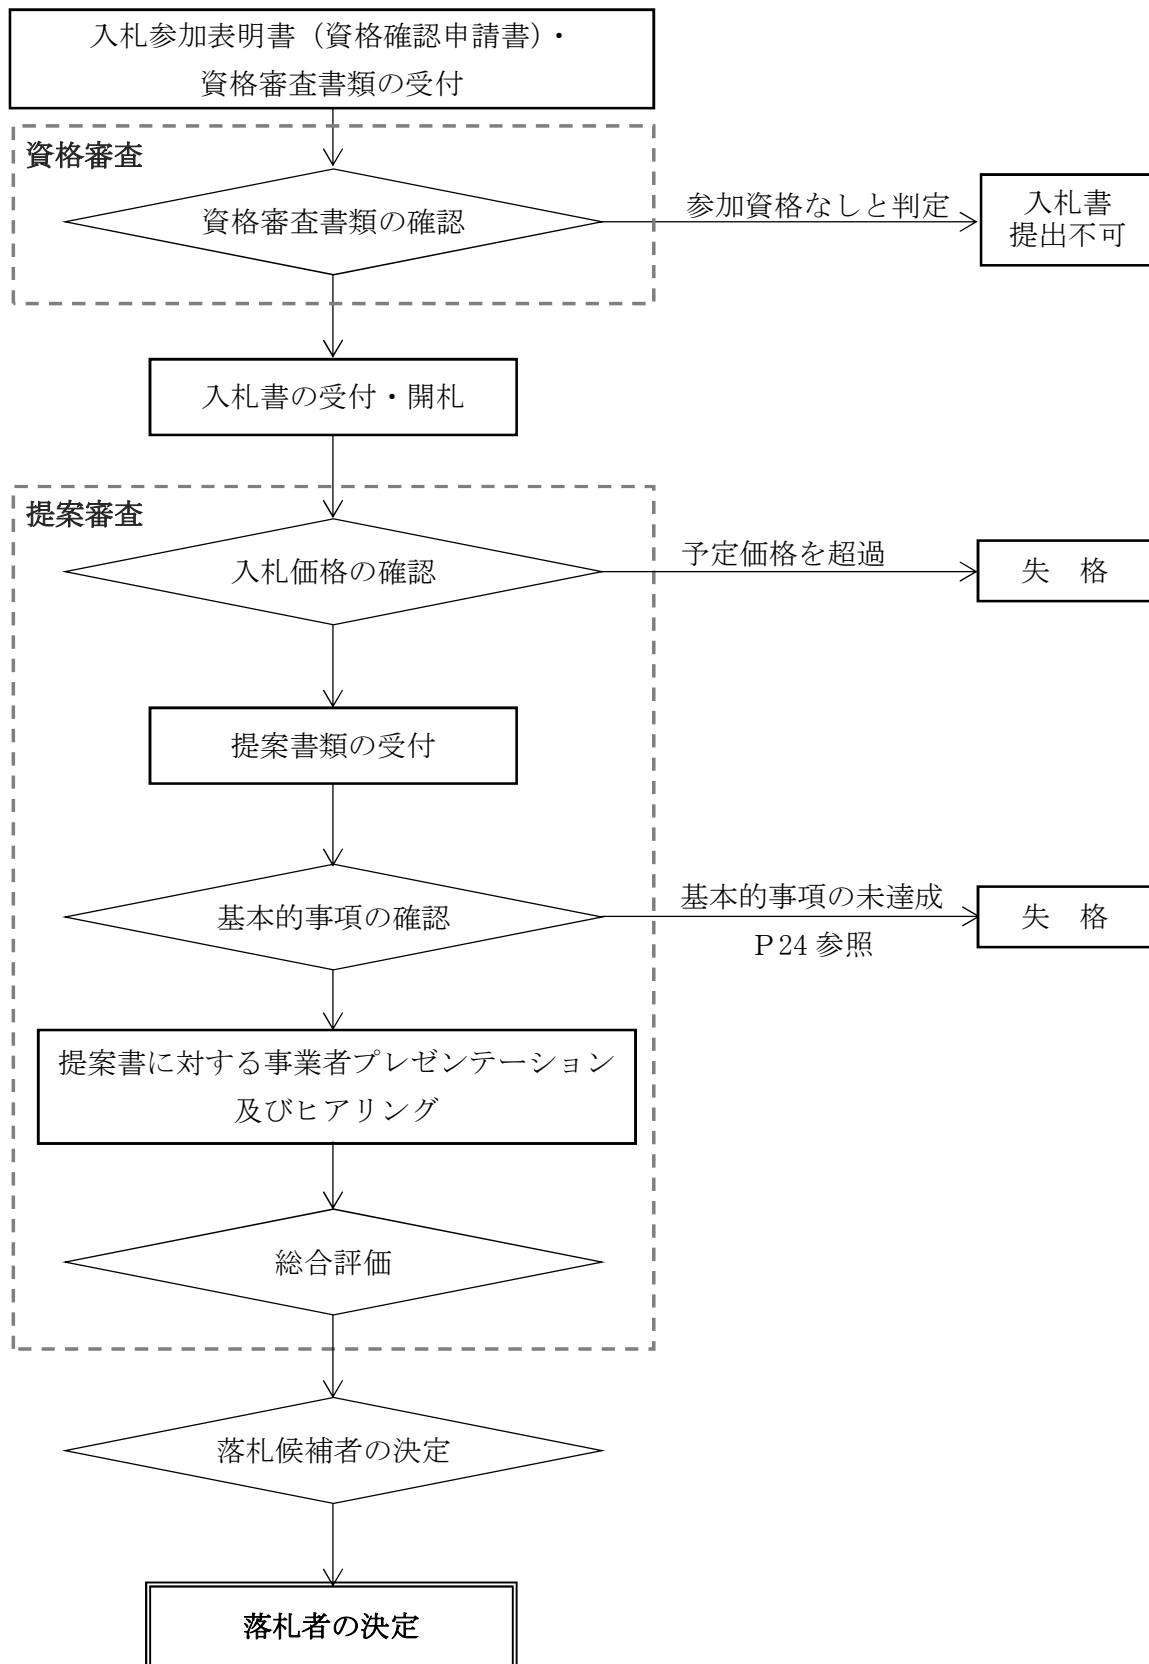 入札参加表明書（資格確認申請書）・
資格審査書類の受付
資格審査
資格審査書類の確認
参加資格なしと判定
入札書
提出不可
入札書の受付・開札
提案審査
入札価格の確認
予定価格を超過
失　格
提案書類の受付
基本的事項の確認
基本的事項の未達成
Ｐ24 参照
失　格
提案書に対する事業者プレゼンテーション
及びヒアリング
総合評価
落札候補者の決定
落札者の決定